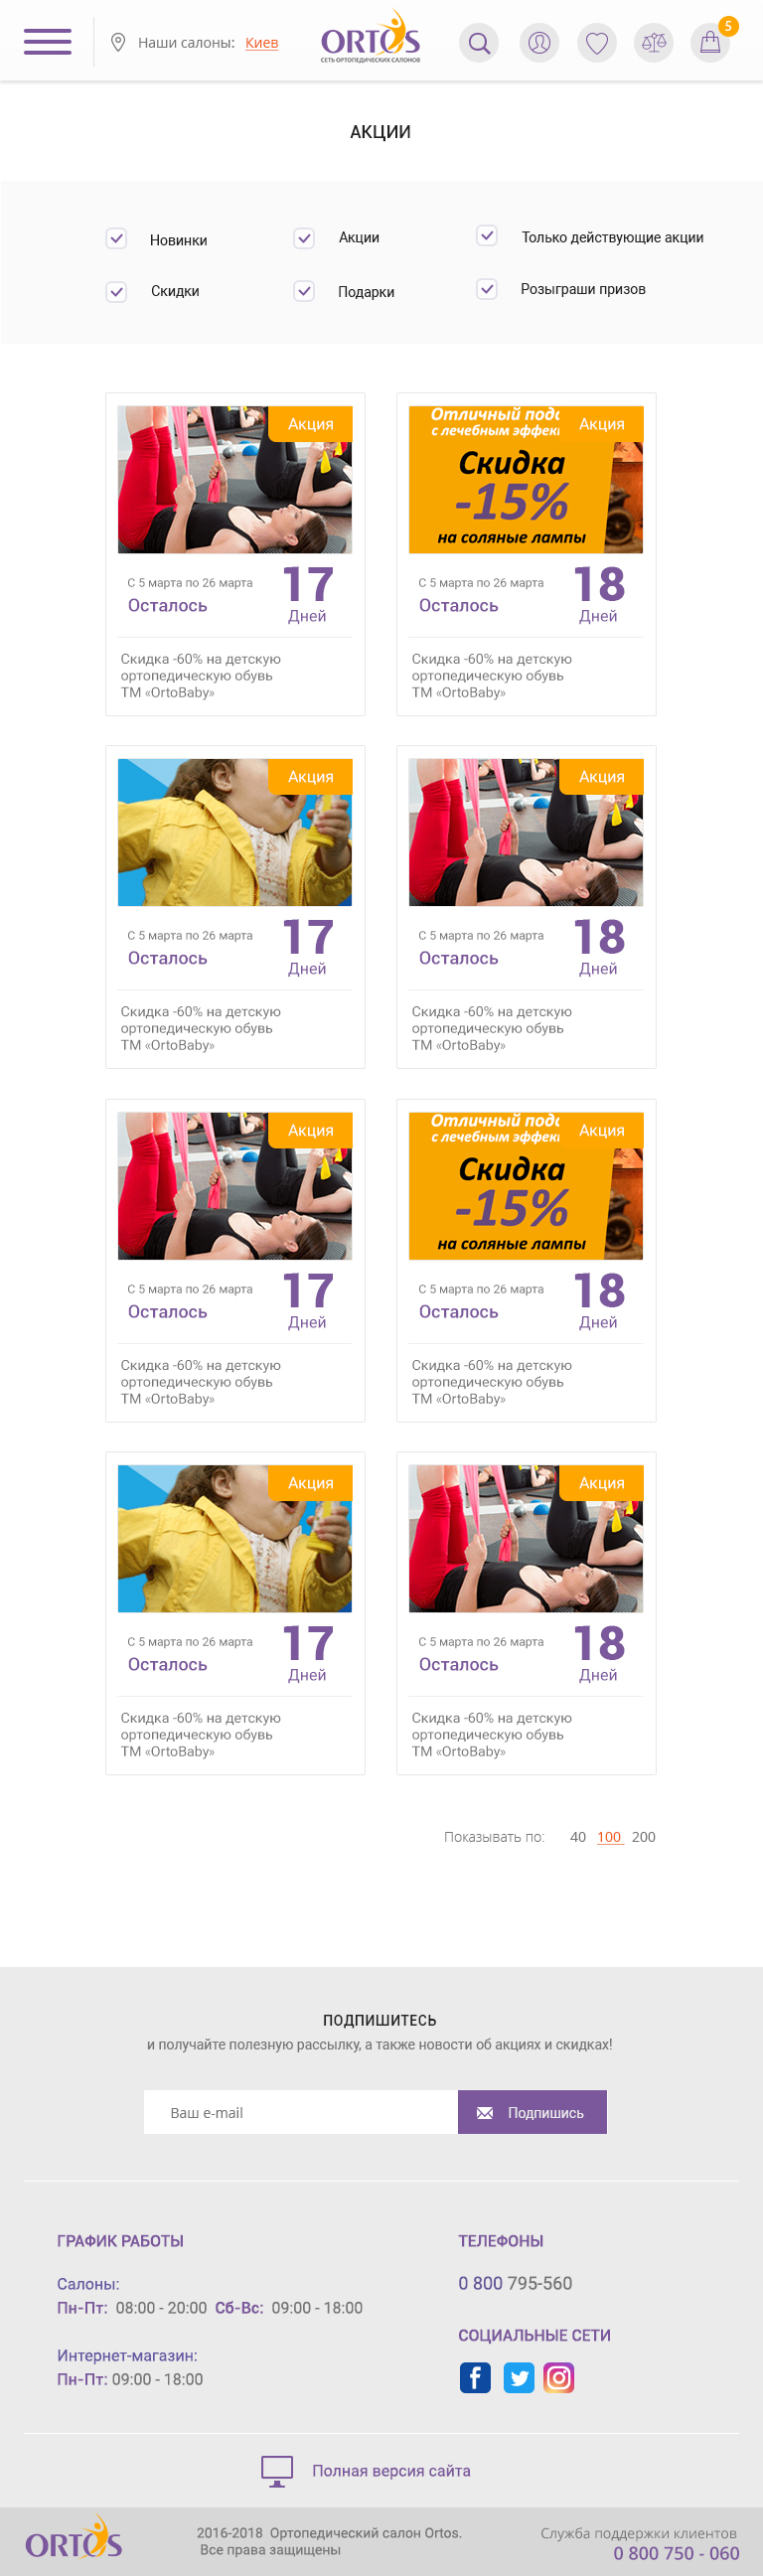 Наши салоны: Киев
ORTOS
СЕТЬ ОРТОПЕДИЧЕСКИХ САЛОНОВ
5
АКЦИИ
Новинки
Акции
Только действующие акции
Скидки
Подарки
Розыграши призов
Акция
С 5 марта по 26 марта
Осталось
17
Дней
Скидка -60% на детскую
ортопедическую обувь
ТМ «OrtoBaby»
Отличный подо
с лечебным эффек
Акция
Скидка
-15%
на соляные лампы
С 5 марта по 26 марта
Осталось
18
Дней
Скидка -60% на детскую
ортопедическую обувь
ТМ «OrtoBaby»
Акция
С 5 марта по 26 марта
Осталось
17
Дней
Скидка -60% на детскую
ортопедическую обувь
ТМ «OrtoBaby»
Акция
С 5 марта по 26 марта
Осталось
18
Дней
Скидка -60% на детскую
ортопедическую обувь
ТМ «OrtoBaby»
Акция
С 5 марта по 26 марта
Осталось
17
Дней
Скидка -60% на детскую
ортопедическую обувь
ТМ «OrtoBaby»
Отличный подо
с лечебным эффек
Акция
Скидка
-15%
на соляные лампы
С 5 марта по 26 марта
Осталось
18
Дней
Скидка -60% на детскую
ортопедическую обувь
ТМ «OrtoBaby»
Акция
С 5 марта по 26 марта
Осталось
17
Дней
Скидка -60% на детскую
ортопедическую обувь
ТМ «OrtoBaby»
Акция
С 5 марта по 26 марта
Осталось
18
Дней
Скидка -60% на детскую
ортопедическую обувь
ТМ «OrtoBaby»
Показывать по: 40 100 200
ПОДПИШИТЕСЬ
и получайте полезную рассылку, а также новости об акциях и скидках!
Ваш e-mail
Подпишись
ГРАФИК РАБОТЫ
Салоны:
Пн-Пт: 08:00 - 20:00 Сб-Вс: 09:00 - 18:00
Интернет-магазин:
Пн-Пт: 09:00 - 18:00
ТЕЛЕФОНЫ
0 800 795-560
СОЦИАЛЬНЫЕ СЕТИ
Полная версия сайта
ORTOS
2016-2018 Ортопедический салон Ortos.
Все права защищены
Служба поддержки клиентов
0 800 750 - 060